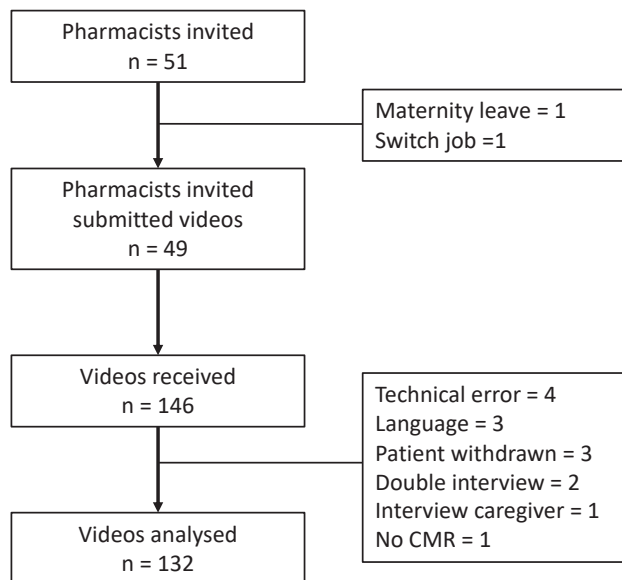 Pharmacists invited
n = 51
Maternity leave = 1
Switch job =1
Pharmacists invited
submitted videos
n = 49
Videos received
n = 146
Technical error = 4
Language = 3
Patient withdrawn = 3
Double interview = 2
Interview caregiver = 1
No CMR = 1
Videos analysed
n = 132